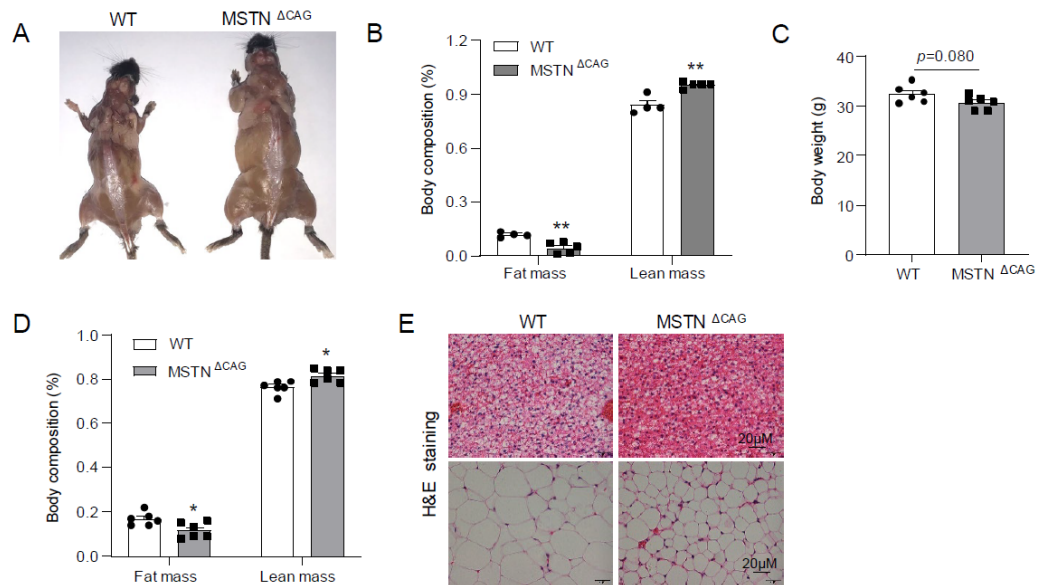 A
WT
MSTN ΔCAG
B
Body composition (%)
1.2
0.9
0.6
0.3
0.0
WT
MSTN ΔCAG
**
**
Fat mass
Lean mass
C
Body weight (g)
40
30
20
10
0
p=0.080
WT
MSTN ΔCAG
D
Body composition (%)
1.0
0.8
0.6
0.4
0.2
0.0
WT
MSTNΔCAG
*
*
Fat mass
Lean mass
E
WT
MSTN ΔCAG
H&E staining
20μM
20μM